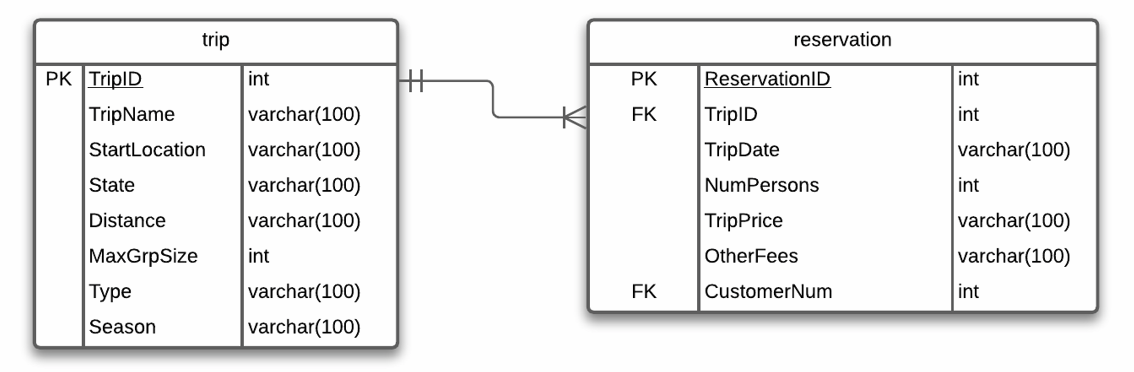 trip
PK TripID int
TripName varchar(100)
StartLocation varchar(100)
State varchar(100)
Distance varchar(100)
MaxGrpSize int
Type varchar(100)
Season varchar(100)
reservation
PK ReservationID int
FK TripID int
TripDate varchar(100)
NumPersons int
TripPrice varchar(100)
OtherFees varchar(100)
FK CustomerNum int